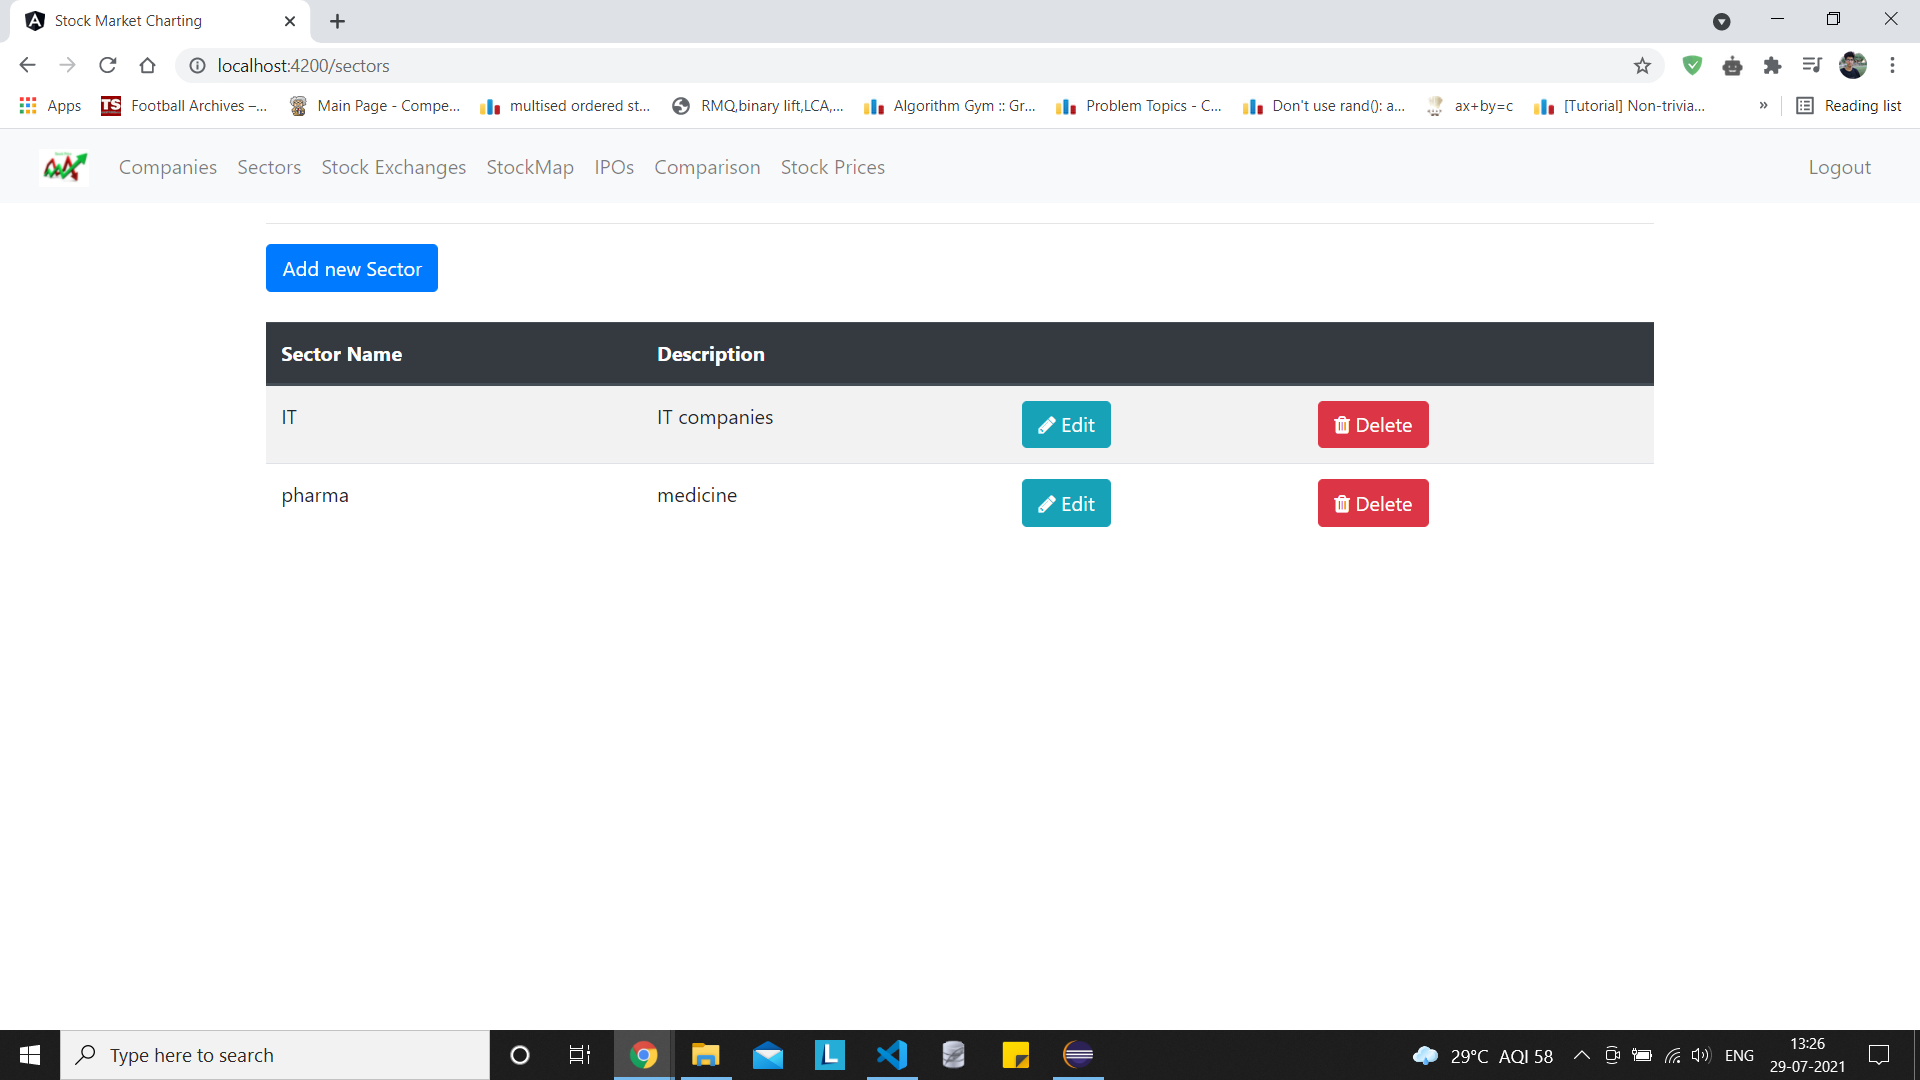 Stock Market Charting
localhost:4200/sectors
Apps TS Football Archives –... Main Page - Compe... multised ordered st... RMQ,binary lift,LCA,... Algorithm Gym :: Gr... Problem Topics - C... Don't use rand(): a... ax+by=c [Tutorial] Non-trivia... » Reading list
Companies Sectors Stock Exchanges StockMap IPOs Comparison Stock Prices Logout
Add new Sector
Sector Name Description
IT IT companies Edit Delete
pharma medicine Edit Delete
Type here to search L 29°C AQI 58 ENG 13:26
29-07-2021